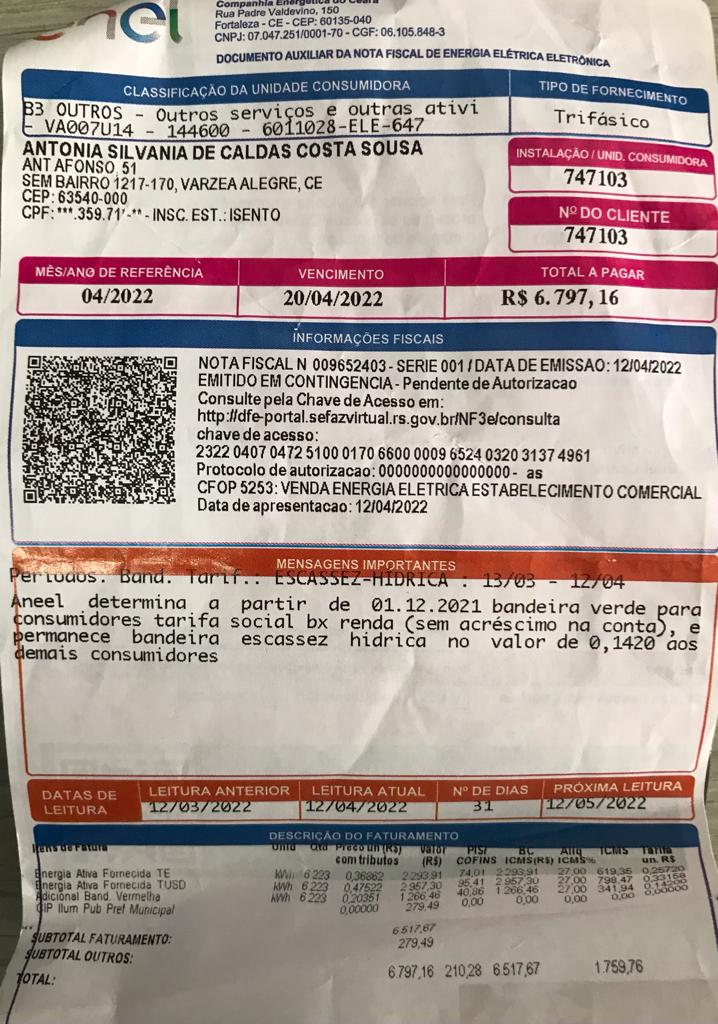 enel
Companhia Energética do Ceará
Rua Padre Valdevino, 150
Fortaleza - CE - CEP: 60135-040
CNPJ: 07.047.251/0001-70 - CGF: 06.105.848-3
DOCUMENTO AUXILIAR DA NOTA FISCAL DE ENERGIA ELÉTRICA ELETRÔNICA
CLASSIFICAÇÃO DA UNIDADE CONSUMIDORA
TIPO DE FORNECIMENTO
B3 OUTROS - Outros serviços e outras ativi
- VA007U14 - 144600 - 6011028-ELE-647
Trifásico
ANTONIA SILVANIA DE CALDAS COSTA SOUSA
ANT AFONSO, 51
SEM BAIRRO 1217-170, VARZEA ALEGRE, CE
CEP: 63540-000
CPF: ***.359.71'-** - INSC. EST.: ISENTO
INSTALAÇÃO / UNID. CONSUMIDORA
747103
Nº DO CLIENTE
747103
MÊS/ANO DE REFERÊNCIA VENCIMENTO TOTAL A PAGAR
04/2022 20/04/2022 R$ 6.797,16
INFORMAÇÕES FISCAIS
NOTA FISCAL N 009652403 - SERIE 001 / DATA DE EMISSAO: 12/04/2022
EMITIDO EM CONTINGENCIA - Pendente de Autorizacao
Consulte pela Chave de Acesso em:
http://dfe-portal.sefazvirtual.rs.gov.br/NF3e/consulta
chave de acesso:
2322 0407 0472 5100 0170 6600 0009 6524 0320 3137 4961
Protocolo de autorizacao: 0000000000000000 - as
CFOP 5253: VENDA ENERGIA ELETRICA ESTABELECIMENTO COMERCIAL
Data de apresentacao: 12/04/2022
MENSAGENS IMPORTANTES
Períodos: Band. Tarif.: ESCASSEZ-HÍDRICA : 13/03 - 12/04
Aneel determina a partir de 01.12.2021 bandeira verde para
consumidores tarifa social bx renda (sem acréscimo na conta), e
permanece bandeira escassez hidrica no valor de 0,1420 aos
demais consumidores
DATAS DE LEITURA
LEITURA ANTERIOR LEITURA ATUAL Nº DE DIAS PRÓXIMA LEITURA
12/03/2022 12/04/2022 31 12/05/2022
DESCRIÇÃO DO FATURAMENTO
Itens de Fatura Unid Qtd Preço un (R$) com tributos Valor (R$) PIS/ COFINS BC ICMS(R$) Alíq ICMS% ICMS Tarifa un. R$
Energia Ativa Fornecida TE kWh 6 223 0,36862 2 293,91 74,01 2 293,91 27,00 619,35 0,25720
Energia Ativa Fornecida TUSD kWh 6 223 0,47522 2 957,30 95,41 2 957,30 27,00 798,47 0,33158
Adicional Band. Vermelha kWh 6 223 0,20351 1 266,46 40,86 1 266,46 27,00 341,94 0,14200
CIP Ilum Pub Pref Municipal 0,00000 279,49 0,00 0,00 0,00 0,00 0,00000
SUBTOTAL FATURAMENTO: 6 517,67
SUBTOTAL OUTROS: 279,49
TOTAL: 6.797,16 210,28 6.517,67 1.759,76